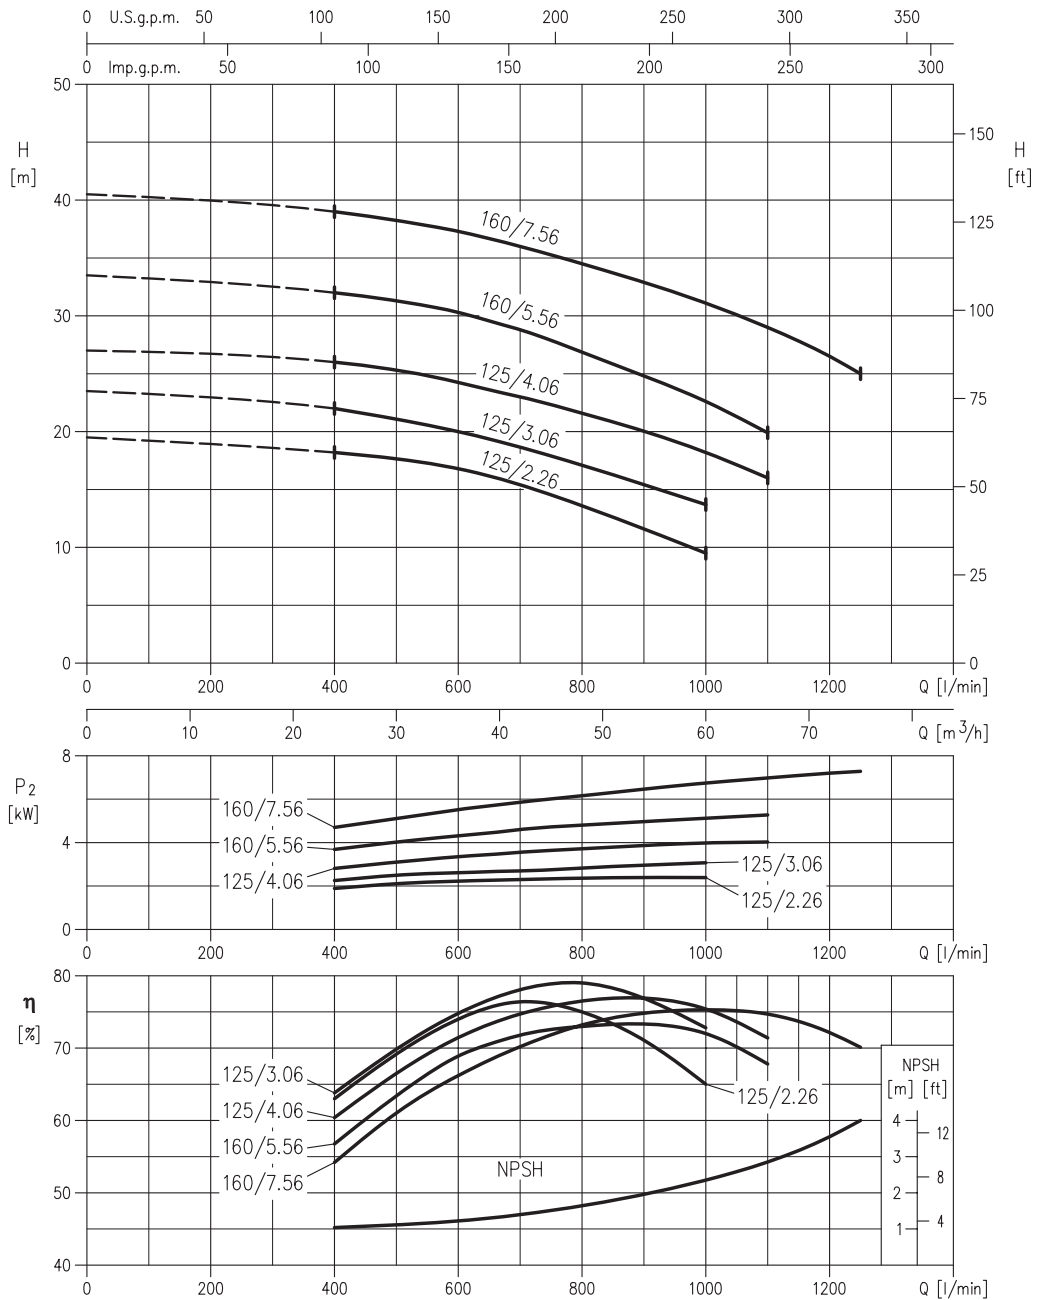 0 U.S.g.p.m. 50 100 150 200 250 300 350
0 Imp.g.p.m. 50 100 150 200 250 300
50
40
30
20
10
0
H
[m]
150
125
100
75
50
25
0
H
[ft]
160/7.56
160/5.56
125/4.06
125/3.06
125/2.26
0 200 400 600 800 1000 1200 Q [l/min]
0 10 20 30 40 50 60 70 Q [m³/h]
8
4
0
P2
[kW]
160/7.56
160/5.56
125/4.06
125/3.06
125/2.26
0 200 400 600 800 1000 1200 Q [l/min]
80
70
60
50
40
η
[%]
125/3.06
125/4.06
160/5.56
160/7.56
125/2.26
NPSH
NPSH
[m] [ft]
4
3
2
1
12
8
4
0 200 400 600 800 1000 1200 Q [l/min]